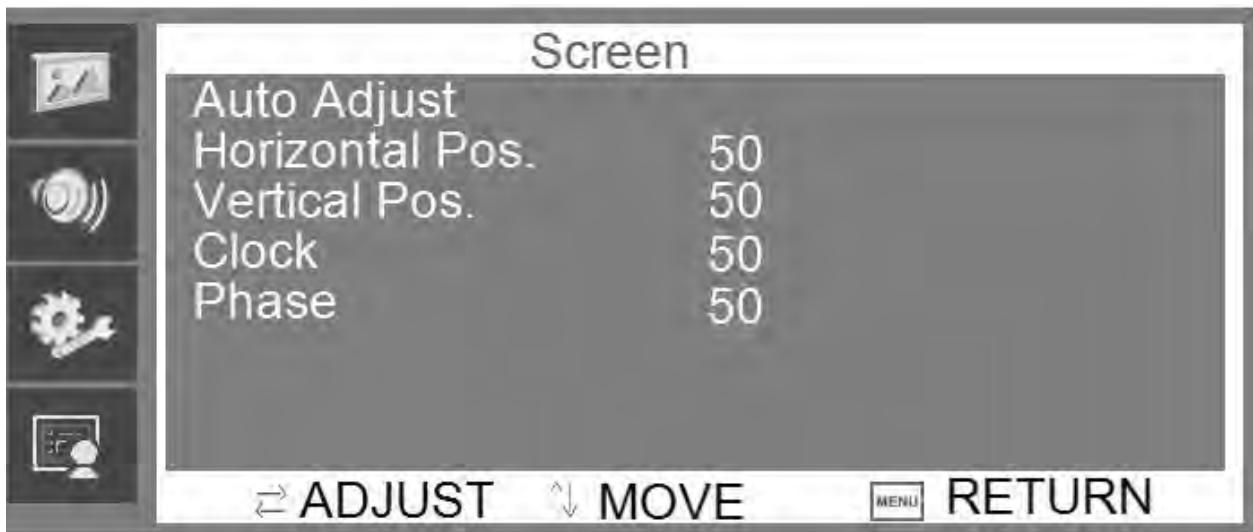 Screen
Auto Adjust
Horizontal Pos. 50
Vertical Pos. 50
Clock 50
Phase 50
ADJUST MOVE MENU RETURN